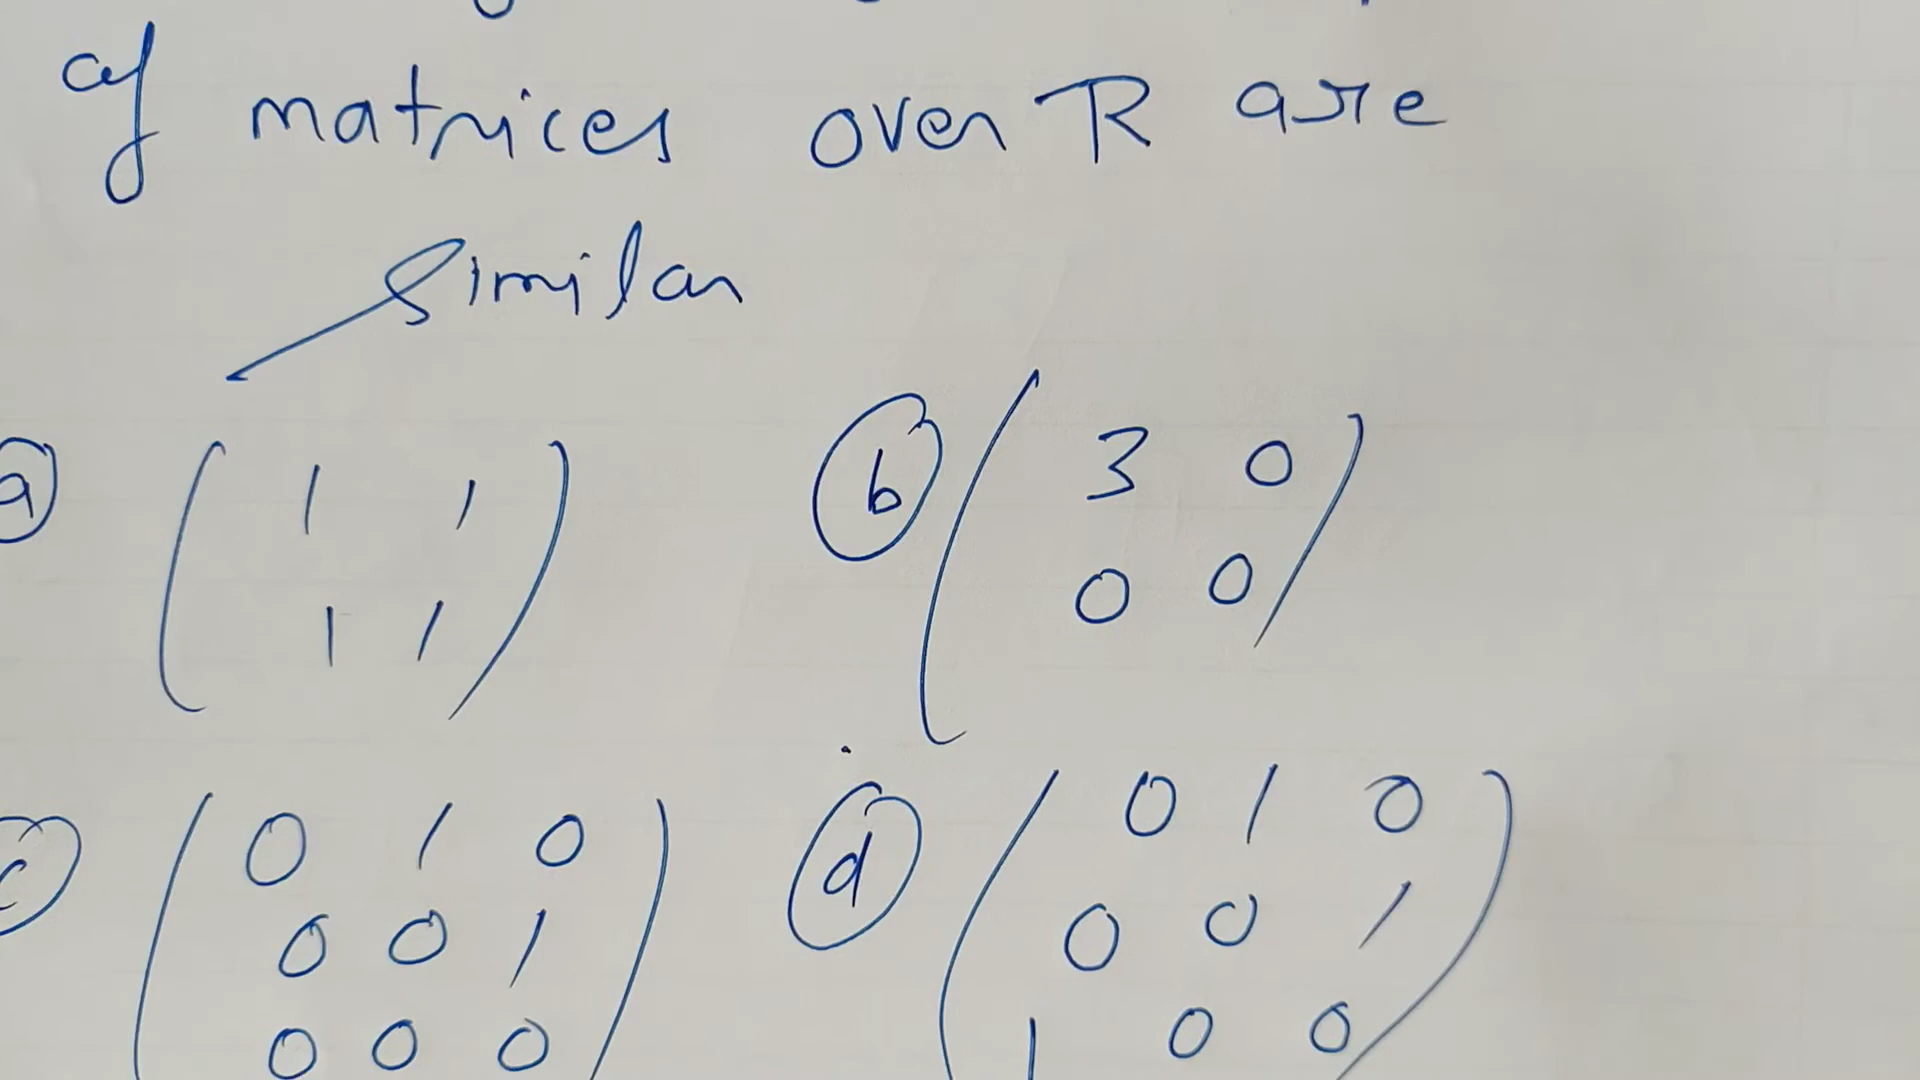 of matrices over R are
similar
a ( 1 1 b ( 3 0 )
1 1 ) 0 0
c ( 0 1 0 ) d ( 0 1 0 )
0 0 1 0 0 1
0 0 0 1 0 0